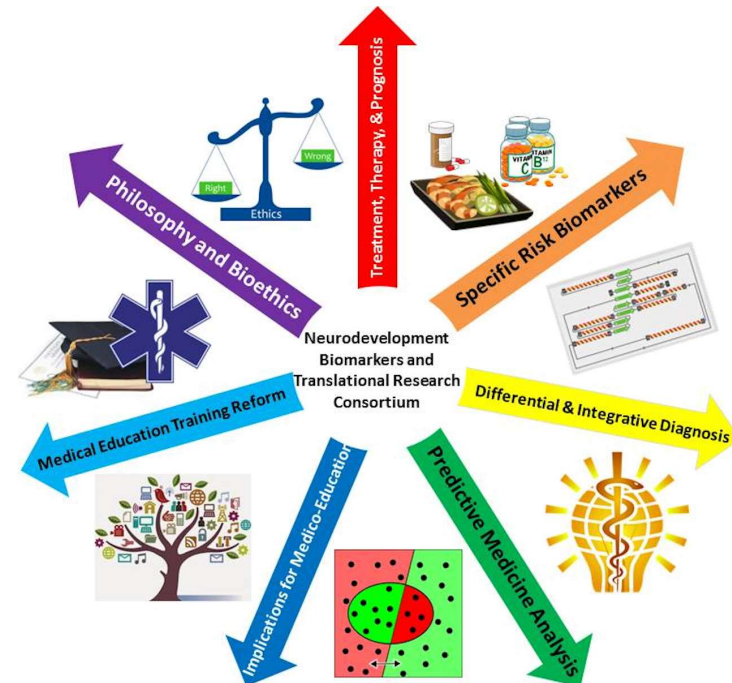 Treatment, Therapy, & Prognosis
Specific Risk Biomarkers
Differential & Integrative Diagnosis
Predictive Medicine Analysis
Implications for Medico-Education
Medical Education Training Reform
Philosophy and Bioethics
Neurodevelopment
Biomarkers and
Translational Research
Consortium
Right
Wrong
Ethics
VITAMIN
C
VITAMIN
B12